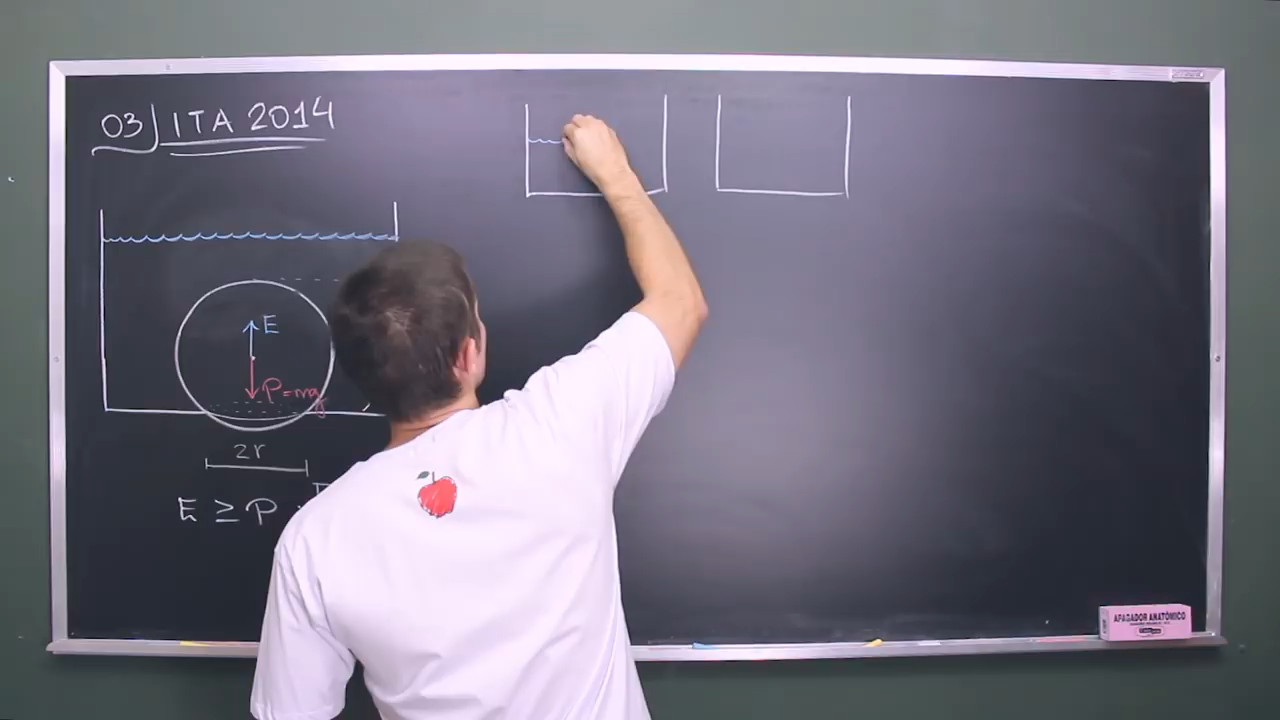 03) ITA 2014
E
P=mg
2r
E ≥ P
APAGADOR ANATÔMICO